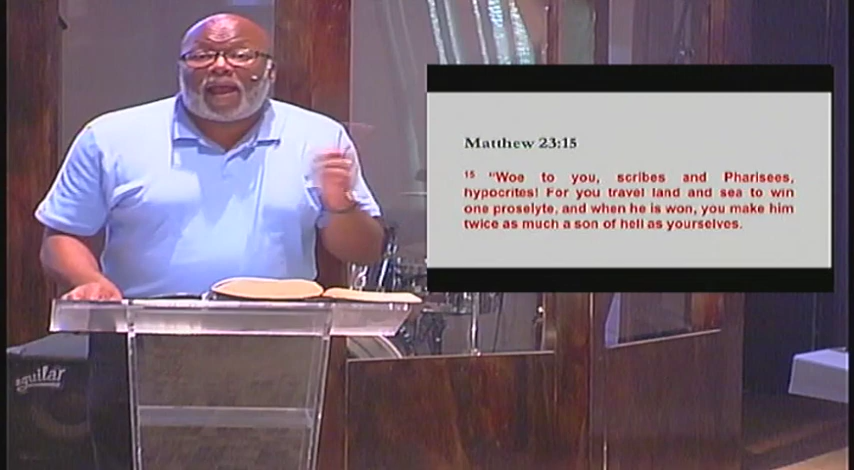 Matthew 23:15
15 "Woe to you, scribes and Pharisees,
hypocrites! For you travel land and sea to win
one proselyte, and when he is won, you make him
twice as much a son of hell as yourselves.
aguilar